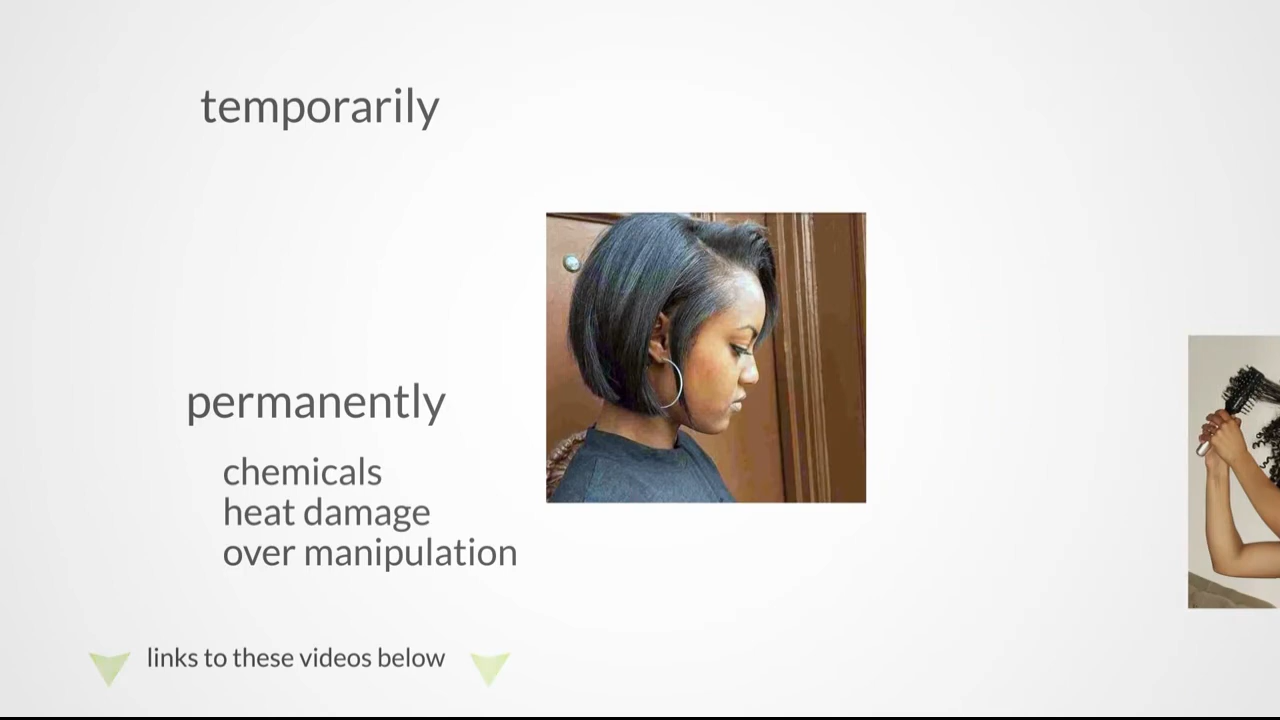 temporarily
permanently
chemicals
heat damage
over manipulation
links to these videos below